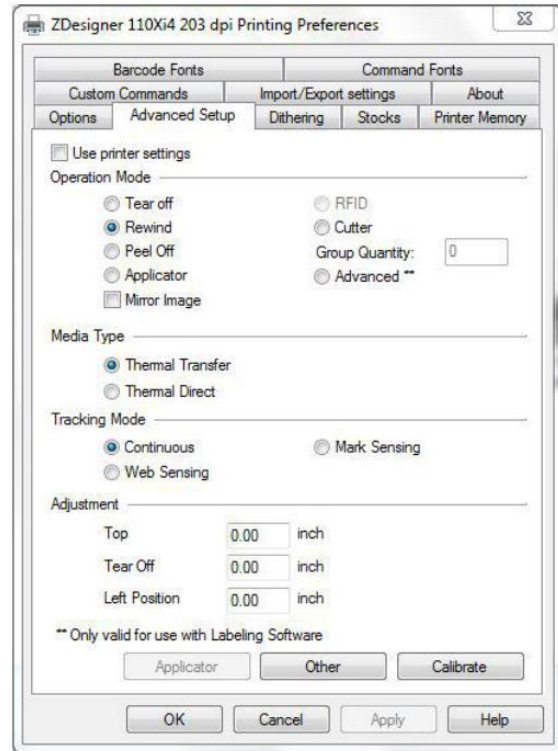 ZDesigner 110Xi4 203 dpi Printing Preferences
Barcode Fonts Command Fonts
Custom Commands Import/Export settings About
Options Advanced Setup Dithering Stocks Printer Memory
Use printer settings
Operation Mode
Tear off RFID
Rewind Cutter
Peel Off Group Quantity: 0
Applicator Advanced **
Mirror Image
Media Type
Thermal Transfer
Thermal Direct
Tracking Mode
Continuous Mark Sensing
Web Sensing
Adjustment
Top 0.00 inch
Tear Off 0.00 inch
Left Position 0.00 inch
** Only valid for use with Labeling Software
Applicator Other Calibrate
OK Cancel Apply Help